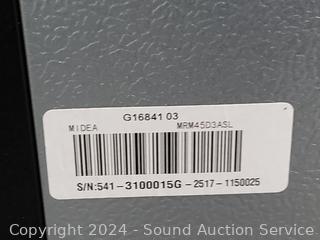 G16841 03
MIDEA MRM45D3ASL
S/N:541-3100015G-2517-1150025
Copyright 2024 - Sound Auction Service